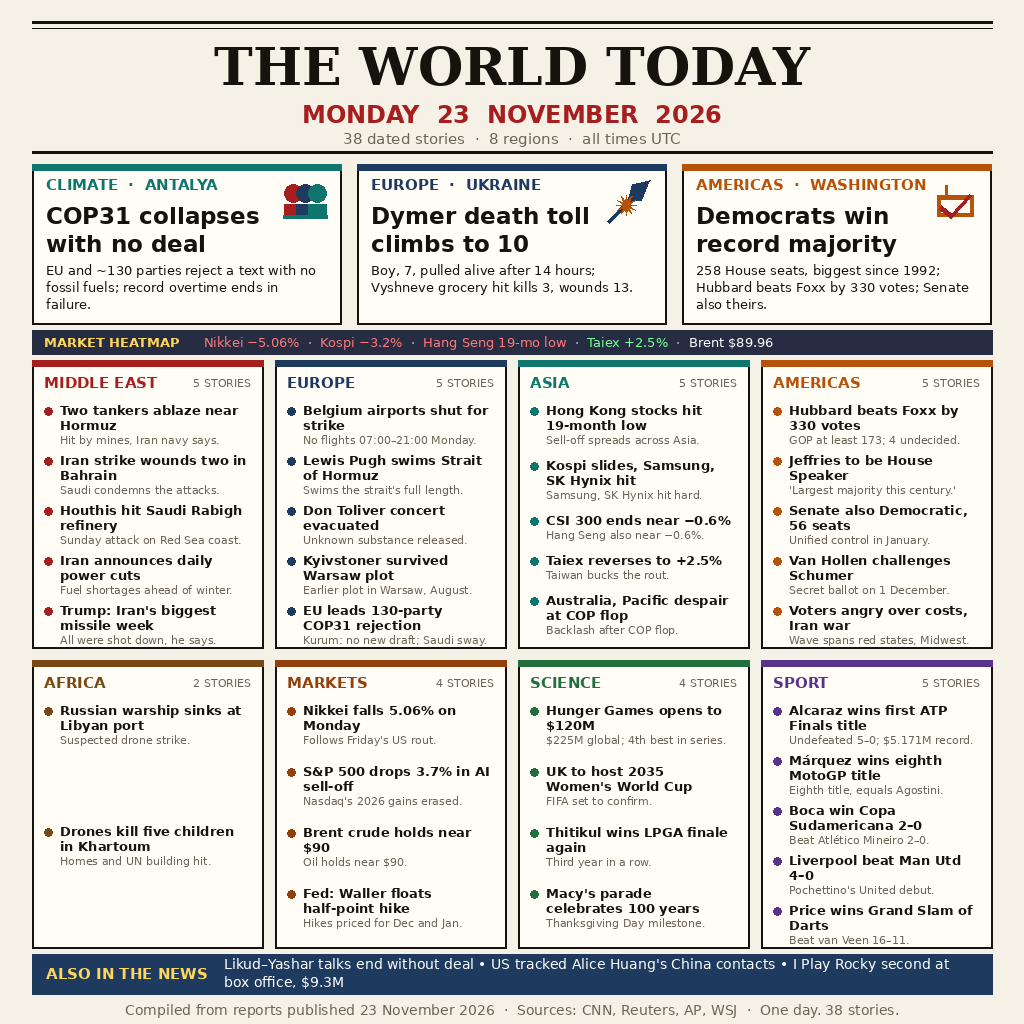 THE WORLD TODAY
MONDAY 23 NOVEMBER 2026
38 dated stories · 8 regions · all times UTC
CLIMATE · ANTALYA
COP31 collapses
with no deal
EU and ~130 parties reject a text with no
fossil fuels; record overtime ends in
failure.
EUROPE · UKRAINE
Dymer death toll
climbs to 10
Boy, 7, pulled alive after 14 hours;
Vyshneve grocery hit kills 3, wounds 13.
AMERICAS · WASHINGTON
Democrats win
record majority
258 House seats, biggest since 1992;
Hubbard beats Foxx by 330 votes; Senate
also theirs.
MARKET HEATMAP Nikkei −5.06% · Kospi −3.2% · Hang Seng 19-mo low · Taiex +2.5% · Brent $89.96
MIDDLE EAST 5 STORIES
Two tankers ablaze near
Hormuz
Hit by mines, Iran navy says.
Iran strike wounds two in
Bahrain
Saudi condemns the attacks.
Houthis hit Saudi Rabigh
refinery
Sunday attack on Red Sea coast.
Iran announces daily
power cuts
Fuel shortages ahead of winter.
Trump: Iran's biggest
missile week
All were shot down, he says.
EUROPE 5 STORIES
Belgium airports shut for
strike
No flights 07:00–21:00 Monday.
Lewis Pugh swims Strait
of Hormuz
Swims the strait's full length.
Don Toliver concert
evacuated
Unknown substance released.
Kyivstoner survived
Warsaw plot
Earlier plot in Warsaw, August.
EU leads 130-party
COP31 rejection
Kurum: no new draft; Saudi sway.
ASIA 5 STORIES
Hong Kong stocks hit
19-month low
Sell-off spreads across Asia.
Kospi slides, Samsung,
SK Hynix hit
Samsung, SK Hynix hit hard.
CSI 300 ends near −0.6%
Hang Seng also near −0.6%.
Taiex reverses to +2.5%
Taiwan bucks the rout.
Australia, Pacific despair
at COP flop
Backlash after COP flop.
AMERICAS 5 STORIES
Hubbard beats Foxx by
330 votes
GOP at least 173; 4 undecided.
Jeffries to be House
Speaker
'Largest majority this century.'
Senate also Democratic,
56 seats
Unified control in January.
Van Hollen challenges
Schumer
Secret ballot on 1 December.
Voters angry over costs,
Iran war
Wave spans red states, Midwest.
AFRICA 2 STORIES
Russian warship sinks at
Libyan port
Suspected drone strike.
Drones kill five children
in Khartoum
Homes and UN building hit.
MARKETS 4 STORIES
Nikkei falls 5.06% on
Monday
Follows Friday's US rout.
S&P 500 drops 3.7% in AI
sell-off
Nasdaq's 2026 gains erased.
Brent crude holds near
$90
Oil holds near $90.
Fed: Waller floats
half-point hike
Hikes priced for Dec and Jan.
SCIENCE 4 STORIES
Hunger Games opens to
$120M
$225M global; 4th best in series.
UK to host 2035
Women's World Cup
FIFA set to confirm.
Thitikul wins LPGA finale
again
Third year in a row.
Macy's parade
celebrates 100 years
Thanksgiving Day milestone.
SPORT 5 STORIES
Alcaraz wins first ATP
Finals title
Undefeated 5–0; $5.171M record.
Márquez wins eighth
MotoGP title
Eighth title, equals Agostini.
Boca win Copa
Sudamericana 2–0
Beat Atlético Mineiro 2–0.
Liverpool beat Man Utd
4–0
Pochettino's United debut.
Price wins Grand Slam of
Darts
Beat van Veen 16–11.
ALSO IN THE NEWS
Likud–Yashar talks end without deal • US tracked Alice Huang's China contacts • I Play Rocky second at
box office, $9.3M
Compiled from reports published 23 November 2026 · Sources: CNN, Reuters, AP, WSJ · One day. 38 stories.